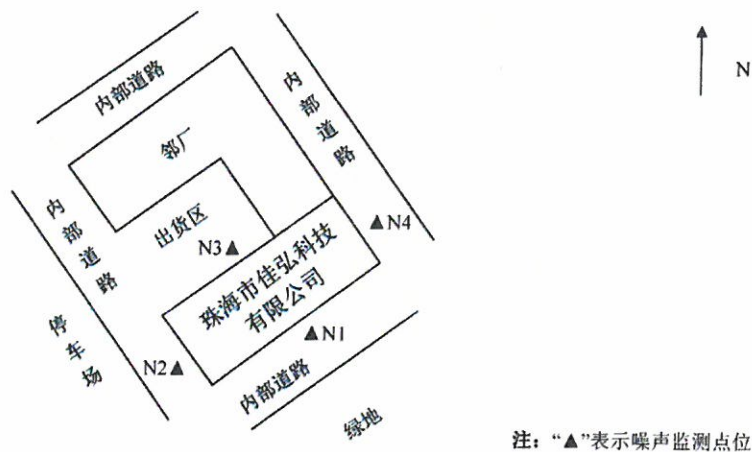 N
内部道路
内部道路
邻厂
内部道路
出货区
N3▲
▲N4
珠海市佳弘科技
有限公司
停车场
N2▲
▲N1
内部道路
绿地
注：“▲”表示噪声监测点位